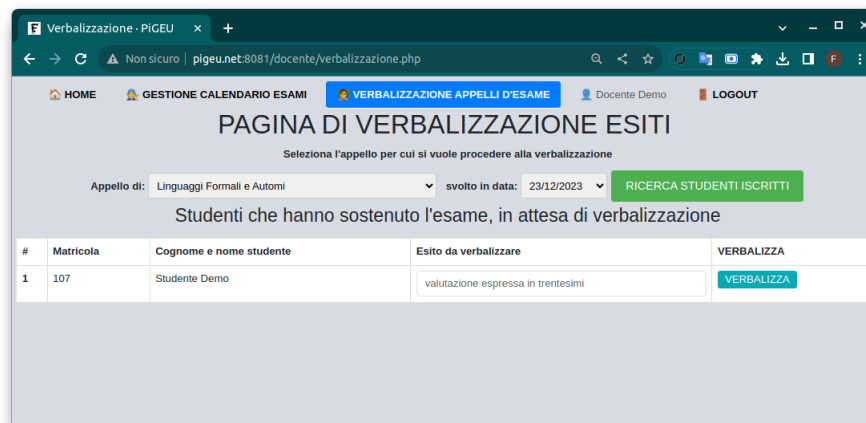 Verbalizzazione · PiGEU
Non sicuro | pigeu.net:8081/docente/verbalizzazione.php
F
HOME GESTIONE CALENDARIO ESAMI VERBALIZZAZIONE APPELLI D'ESAME Docente Demo LOGOUT
PAGINA DI VERBALIZZAZIONE ESITI
Seleziona l'appello per cui si vuole procedere alla verbalizzazione
Appello di: Linguaggi Formali e Automi svolto in data: 23/12/2023 RICERCA STUDENTI ISCRITTI
Studenti che hanno sostenuto l'esame, in attesa di verbalizzazione
# Matricola Cognome e nome studente Esito da verbalizzare VERBALIZZA
1 107 Studente Demo valutazione espressa in trentesimi VERBALIZZA